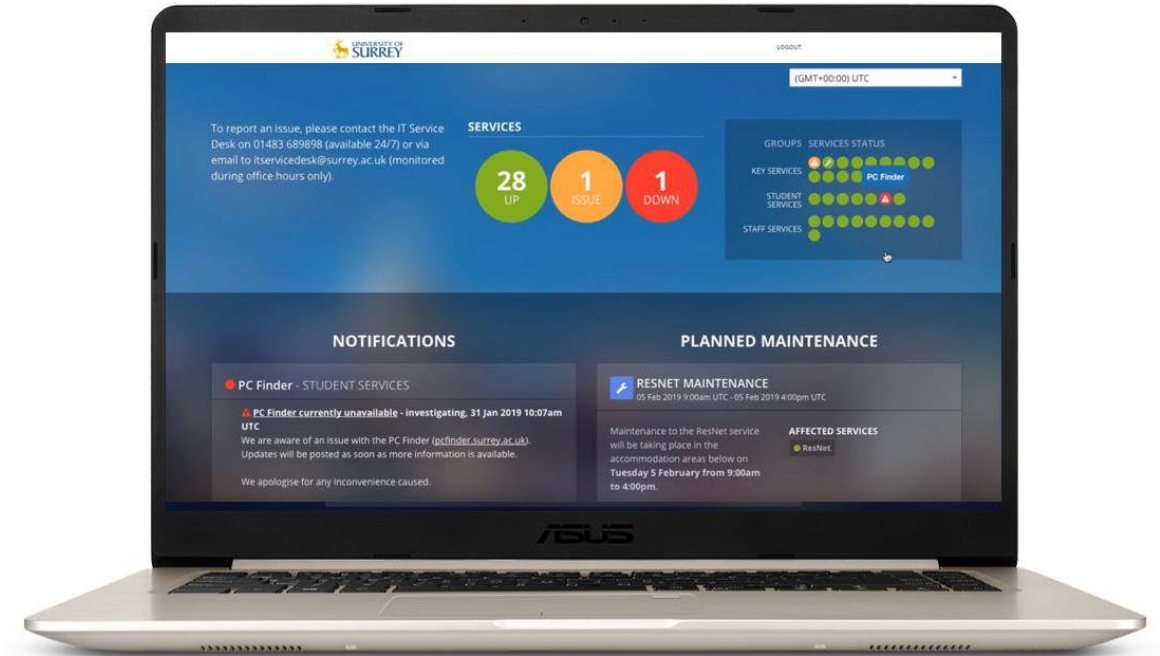 UNIVERSITY OF
SURREY
LOGOUT
(GMT+00:00) UTC
To report an issue, please contact the IT Service
Desk on 01483 689898 (available 24/7) or via
email to itservicedesk@surrey.ac.uk (monitored
during office hours only).
SERVICES
28
UP
1
ISSUE
1
DOWN
GROUPS SERVICES STATUS
KEY SERVICES
PC Finder
STUDENT
SERVICES
STAFF SERVICES
NOTIFICATIONS
PC Finder - STUDENT SERVICES
PC Finder currently unavailable - investigating, 31 Jan 2019 10:07am
UTC
We are aware of an issue with the PC Finder (pcfinder.surrey.ac.uk).
Updates will be posted as soon as more information is available.
We apologise for any inconvenience caused.
PLANNED MAINTENANCE
RESNET MAINTENANCE
05 Feb 2019 9:00am UTC - 05 Feb 2019 4:00pm UTC
Maintenance to the ResNet service
will be taking place in the
accommodation areas below on
Tuesday 5 February from 9:00am
to 4:00pm.
AFFECTED SERVICES
ResNet
ASUS